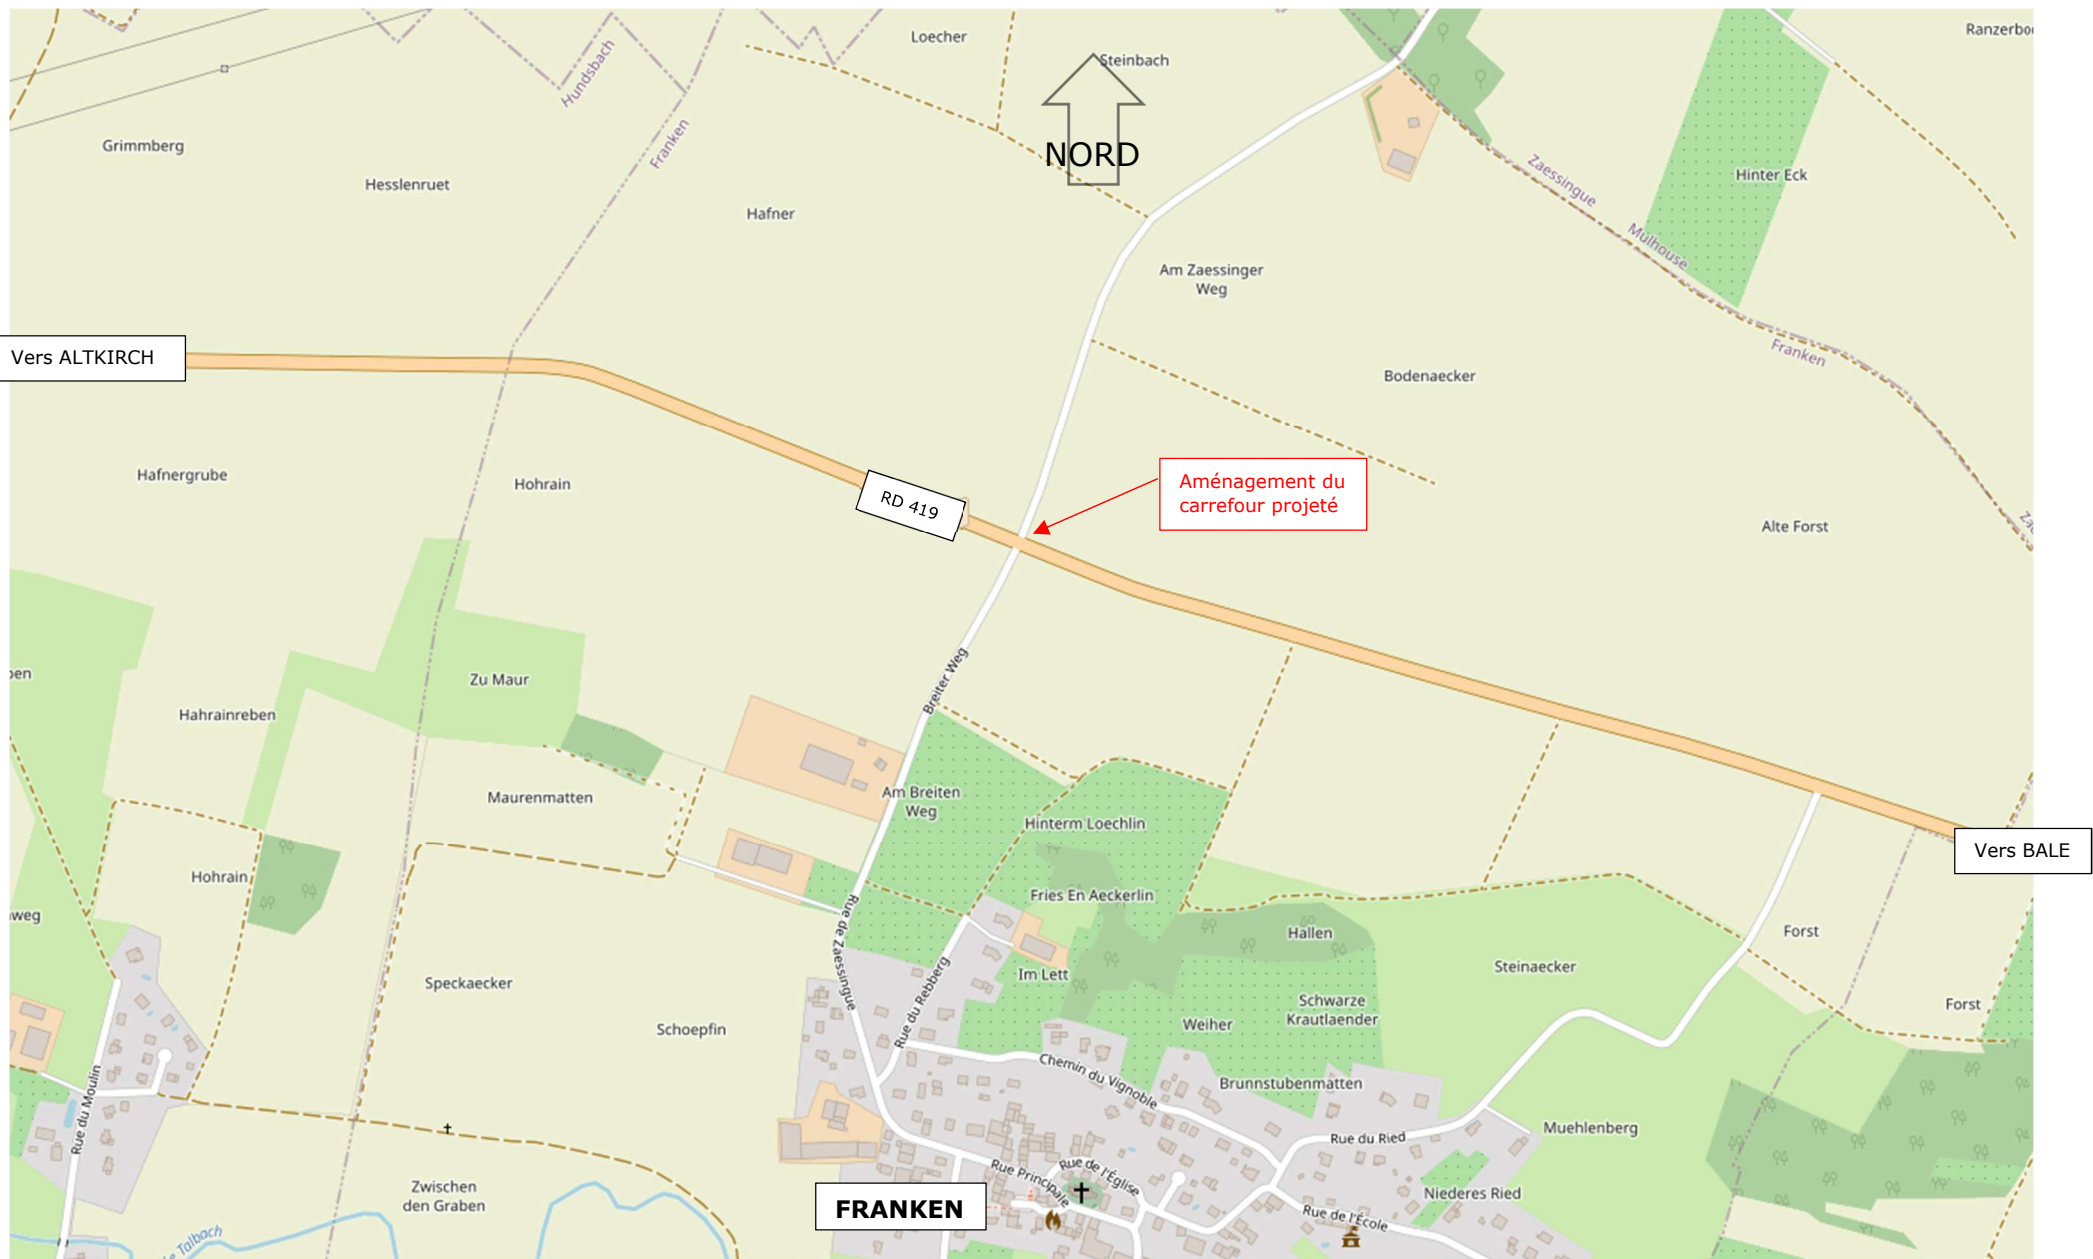 Loecher
Ranzerbo
Steinbach
Hundsbach
Grimmberg
Franken
NORD
Hesslenruet
Zaessingue
Hinter Eck
Hafner
Mulhouse
Am Zaessinger
Weg
Vers ALTKIRCH
Franken
Bodenaecker
Hafnergrube
Hohrain
RD 419
Aménagement du
carrefour projeté
Alte Forst
Zu Maur
Breiter Weg
Hahrainreben
Maurenmatten
Am Breiten
Weg
Hinterm Loechlin
Vers BALE
Hohrain
Fries En Aeckerlin
Rue de Zaessingue
Hallen
Forst
Im Lett
Steinaecker
Speckaecker
Rue du Rebberg
Schwarze
Krautlaender
Forst
Schoepfin
Weiher
Chemin du Vignoble
Brunnstubenmatten
Rue du Moulin
Muehlenberg
Rue du Ried
Rue Principale
Rue de l'Église
Zwischen
den Graben
Niederes Ried
FRANKEN
Rue de l'École
Talbach